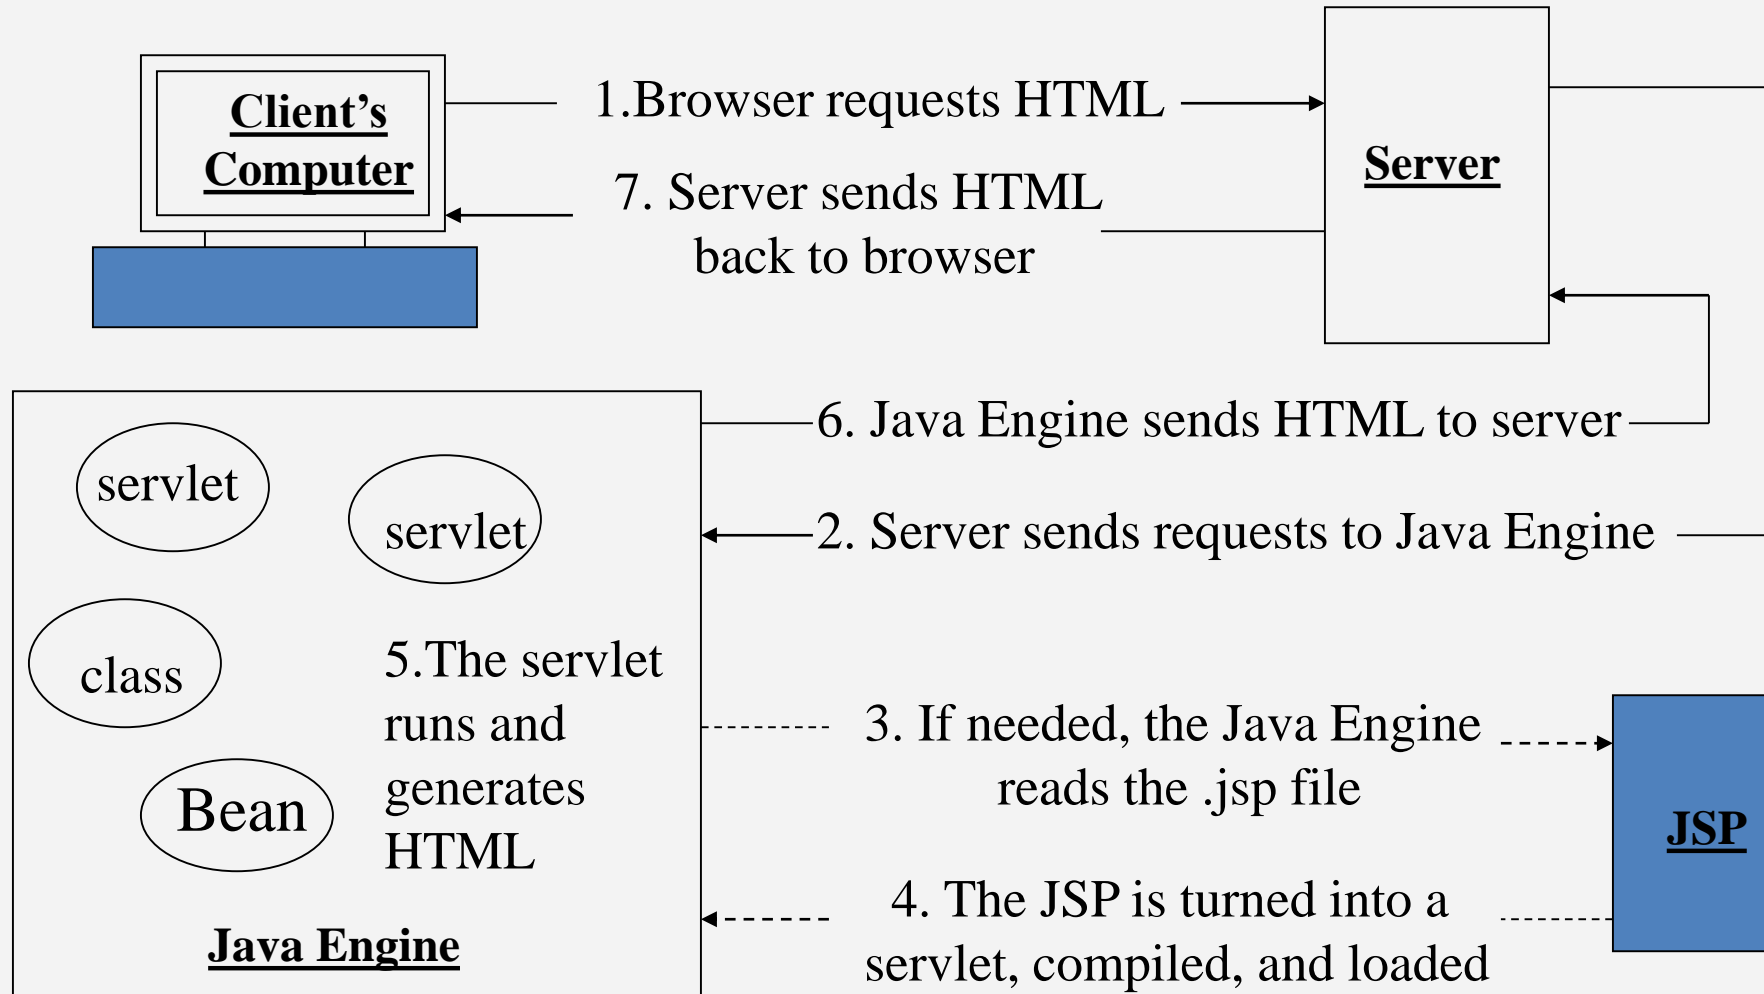 Client’s
Computer
1.Browser requests HTML
7. Server sends HTML
back to browser
Server
6. Java Engine sends HTML to server
servlet
servlet
2. Server sends requests to Java Engine
class
5.The servlet
runs and
generates
HTML
Bean
Java Engine
3. If needed, the Java Engine
reads the .jsp file
JSP
4. The JSP is turned into a
servlet, compiled, and loaded